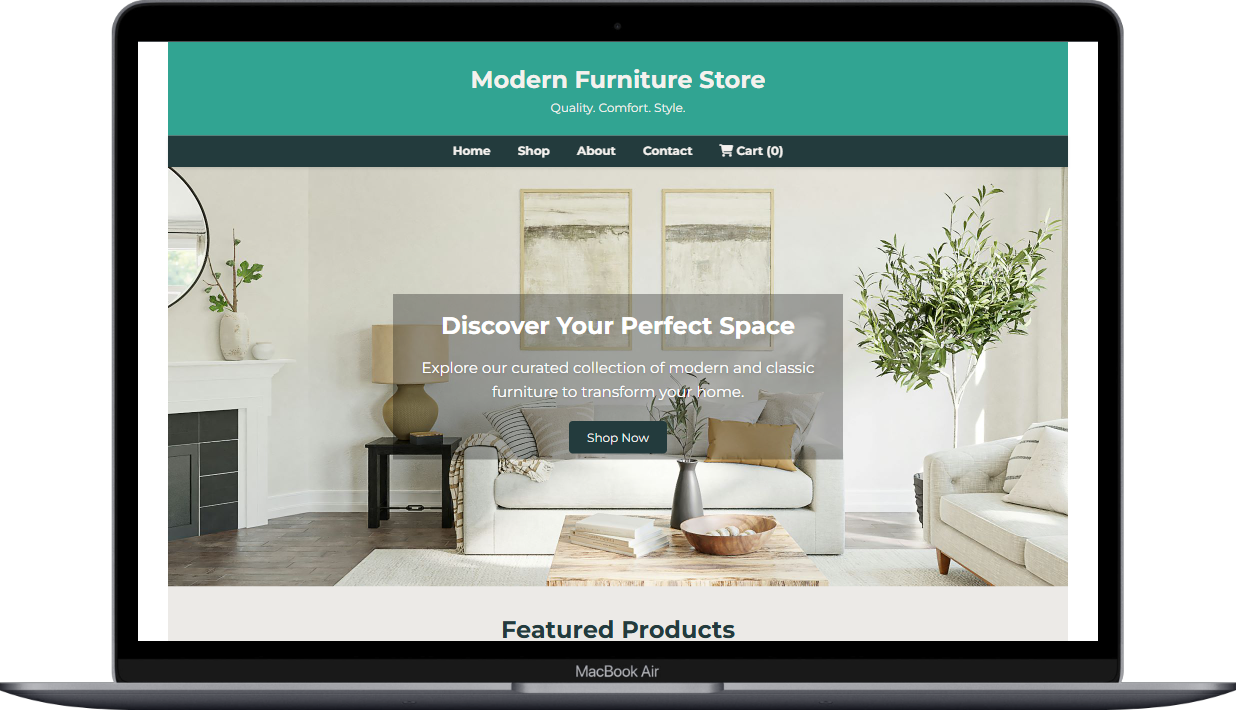 Modern Furniture Store
Quality. Comfort. Style.
Home Shop About Contact Cart (0)
Discover Your Perfect Space
Explore our curated collection of modern and classic
furniture to transform your home.
Shop Now
Featured Products
MacBook Air